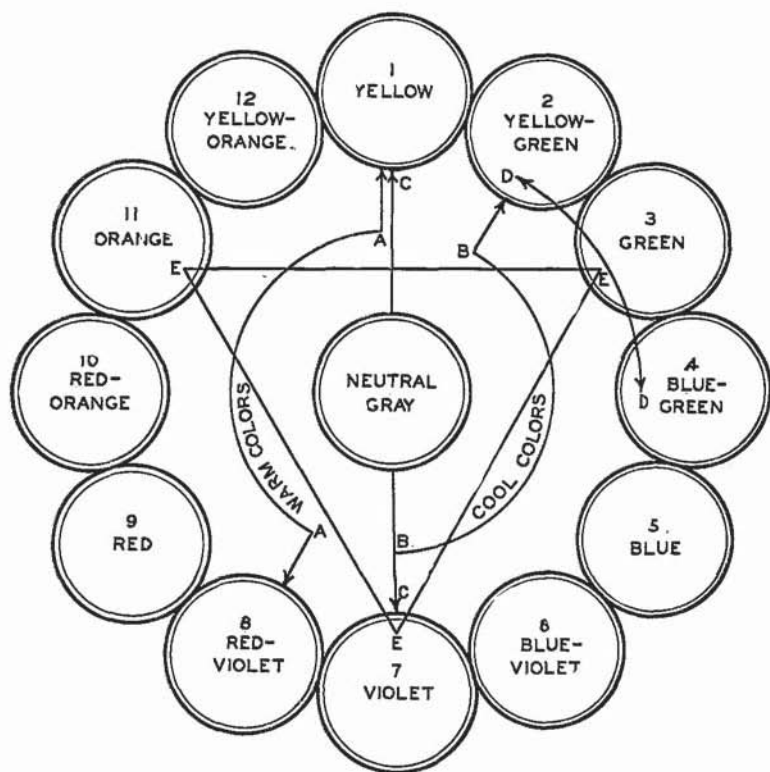 1
YELLOW
2
YELLOW-
GREEN
D
3
GREEN
E
4
BLUE-
GREEN
D
5
BLUE
6
BLUE-
VIOLET
E
7
VIOLET
8
RED-
VIOLET
9
RED
10
RED-
ORANGE
11
ORANGE
E
12
YELLOW-
ORANGE.
C
A
B
NEUTRAL
GRAY
WARM COLORS
COOL COLORS
A
B
C